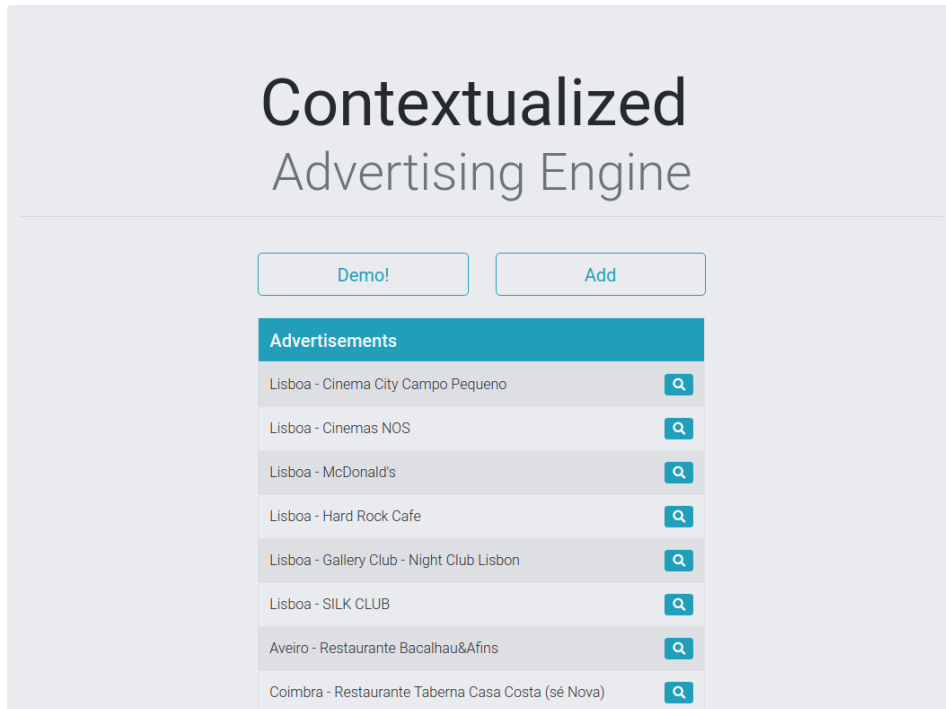 Contextualized
Advertising Engine
Demo!
Add
Advertisements
Lisboa - Cinema City Campo Pequeno
Lisboa - Cinemas NOS
Lisboa - McDonald's
Lisboa - Hard Rock Cafe
Lisboa - Gallery Club - Night Club Lisbon
Lisboa - SILK CLUB
Aveiro - Restaurante Bacalhau&Afins
Coimbra - Restaurante Taberna Casa Costa (sé Nova)